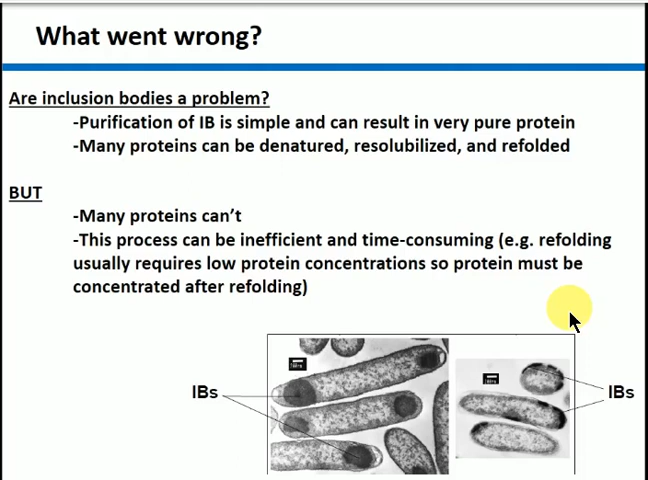 What went wrong?
Are inclusion bodies a problem?
-Purification of IB is simple and can result in very pure protein
-Many proteins can be denatured, resolubilized, and refolded
BUT
-Many proteins can't
-This process can be inefficient and time-consuming (e.g. refolding
usually requires low protein concentrations so protein must be
concentrated after refolding)
IBs
IBs